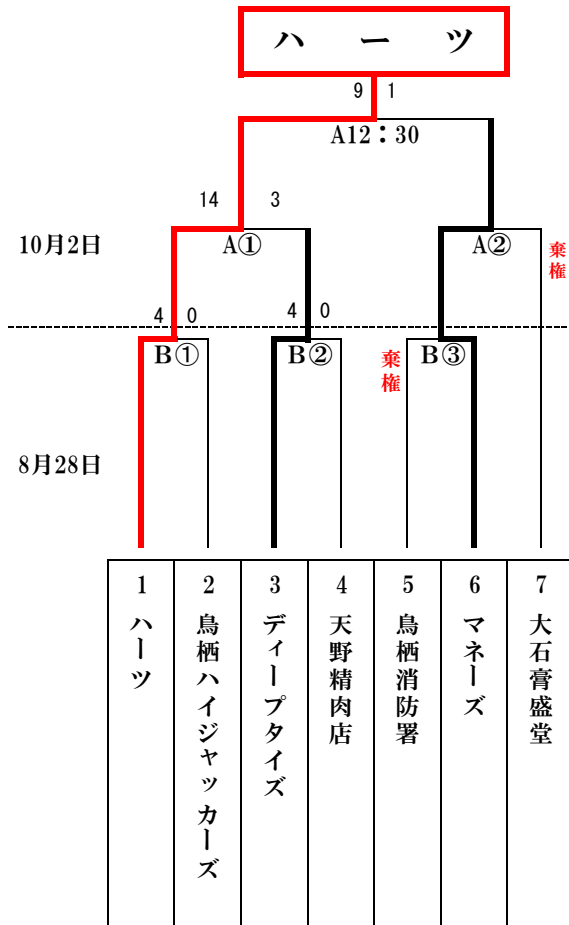 ハーツ
9 1
A12：30
14 3
10月2日
A①
A②
棄権
4 0
4 0
B①
B②
棄権
B③
8月28日
1 2 3 4 5 6 7
ハーツ
鳥栖ハイジャッカーズ
ディープタイズ
天野精肉店
鳥栖消防署
マネーズ
大石膏盛堂